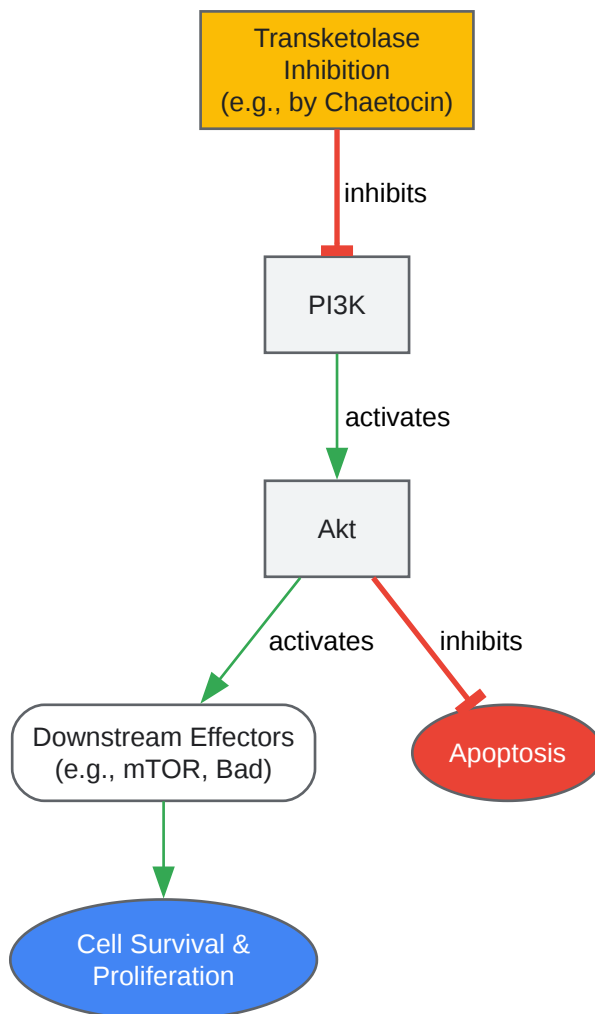 Transketolase
Inhibition
(e.g., by Chaetocin)
inhibits
PI3K
activates
Akt
activates
inhibits
Downstream Effectors
(e.g., mTOR, Bad)
Apoptosis
Cell Survival &
Proliferation